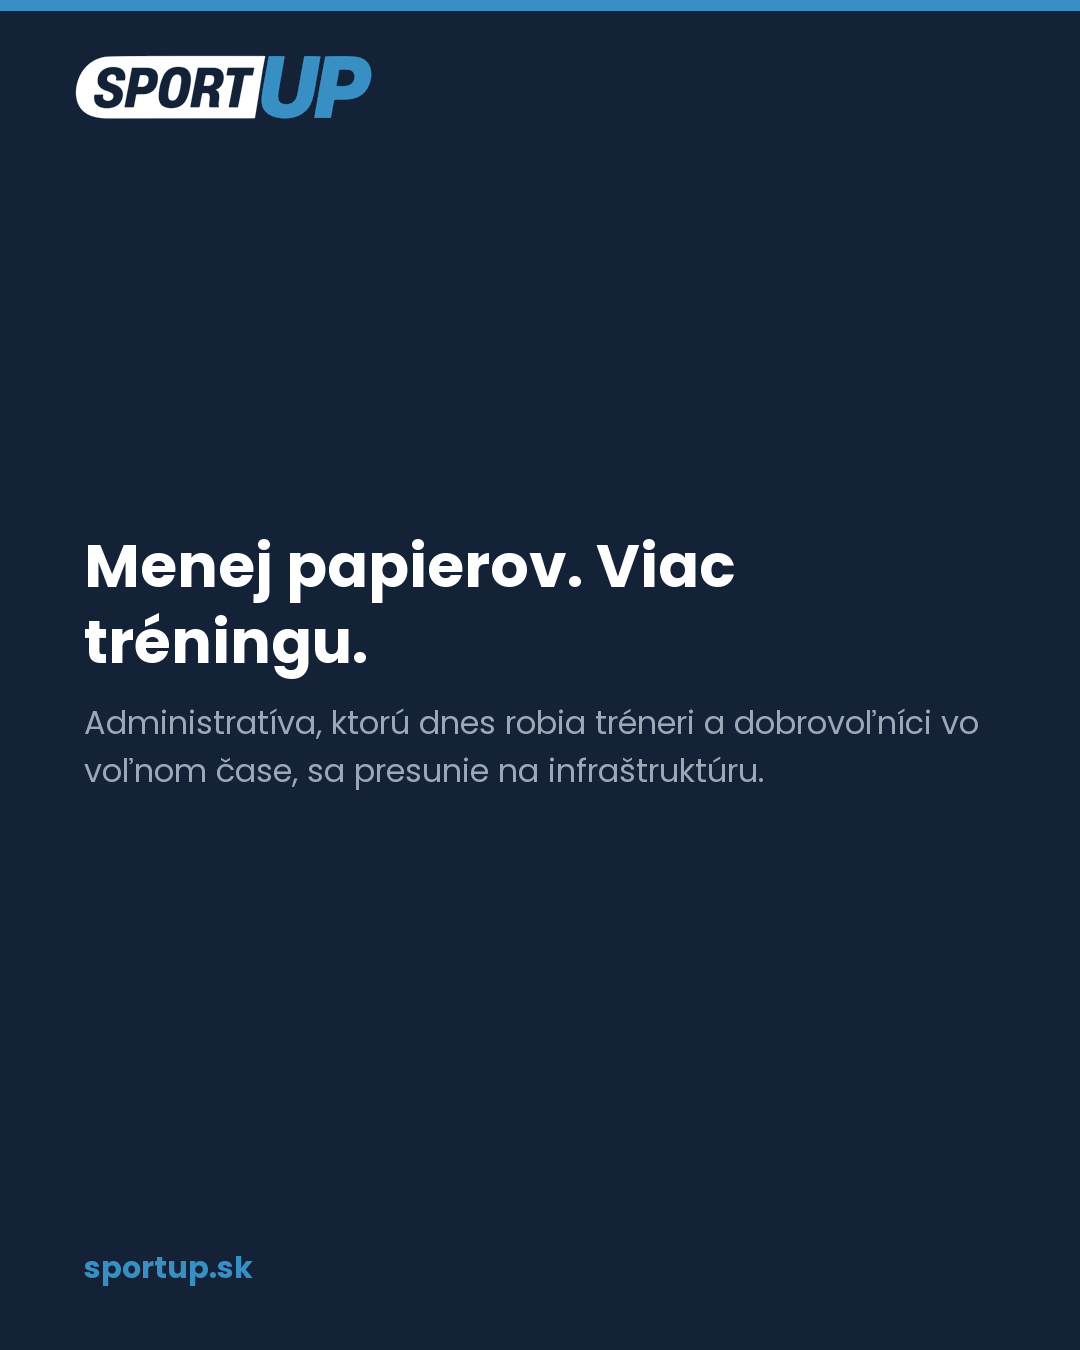 SPORTUP
Menej papierov. Viac
tréningu.
Administratíva, ktorú dnes robia tréneri a dobrovoľníci vo
voľnom čase, sa presunie na infraštruktúru.
sportup.sk